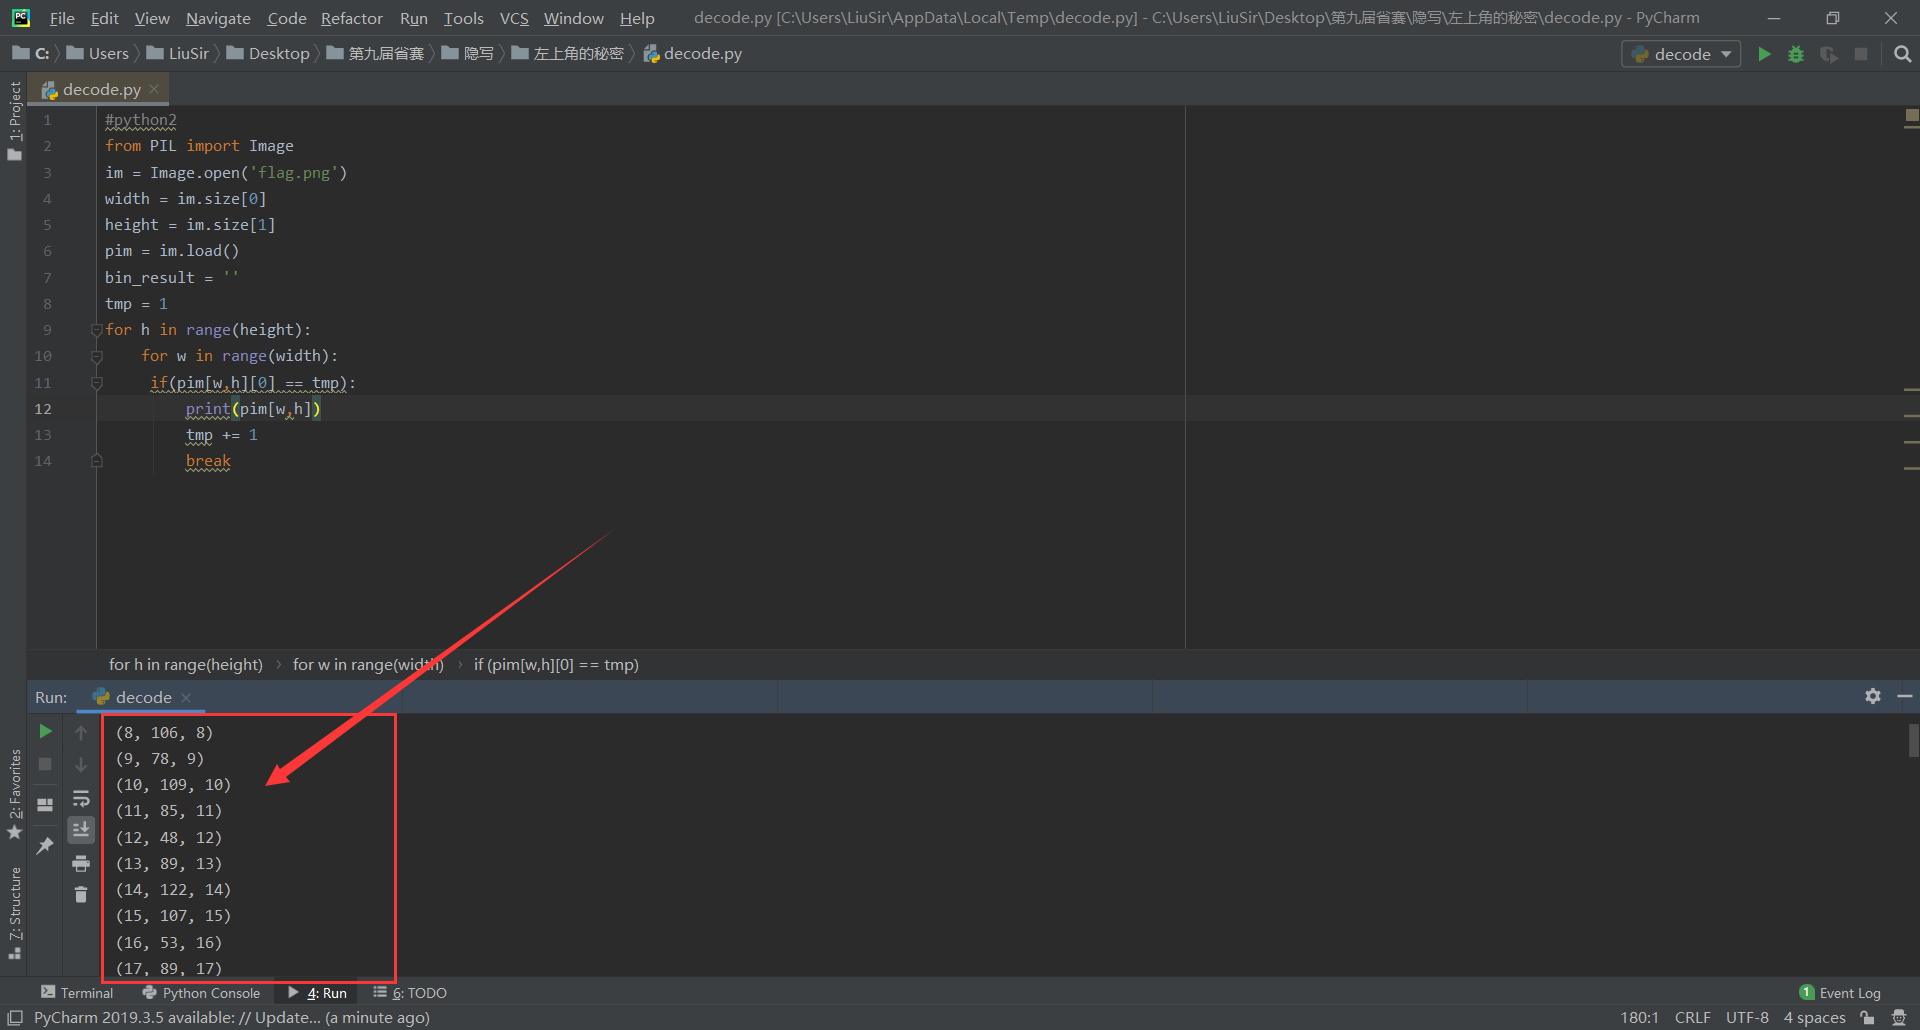 File Edit View Navigate Code Refactor Run Tools VCS Window Help decode.py [C:\Users\LiuSir\AppData\Local\Temp\decode.py] - C:\Users\LiuSir\Desktop\第九届省塞\隐写\左上角的秘密\decode.py - PyCharm
C: Users LiuSir Desktop 第九届省塞 隐写 左上角的秘密 decode.py decode
1: Project
decode.py
1 #python2
2 from PIL import Image
3 im = Image.open('flag.png')
4 width = im.size[0]
5 height = im.size[1]
6 pim = im.load()
7 bin_result = ''
8 tmp = 1
9 for h in range(height):
10 for w in range(width):
11 if(pim[w,h][0] == tmp):
12 print(pim[w,h])
13 tmp += 1
14 break
for h in range(height) › for w in range(width) › if (pim[w,h][0] == tmp)
Run: decode
(8, 106, 8)
(9, 78, 9)
(10, 109, 10)
(11, 85, 11)
(12, 48, 12)
(13, 89, 13)
(14, 122, 14)
(15, 107, 15)
(16, 53, 16)
(17, 89, 17)
2: Favorites
7: Structure
Terminal Python Console 4: Run 6: TODO 1 Event Log
PyCharm 2019.3.5 available: // Update... (a minute ago) 180:1 CRLF UTF-8 4 spaces